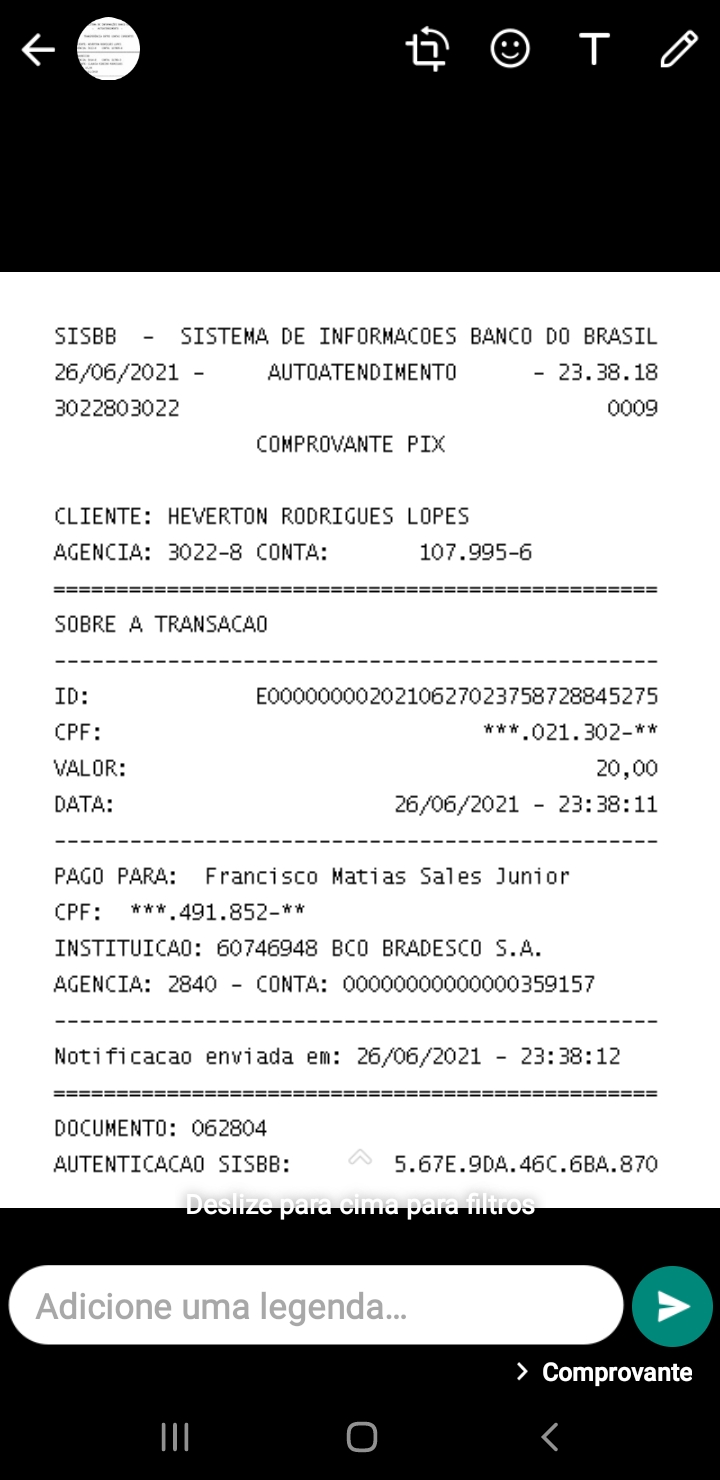 T
SISBB - SISTEMA DE INFORMACOES BANCO DO BRASIL
26/06/2021 - AUTOATENDIMENTO - 23.38.18
3022803022 0009
COMPROVANTE PIX
CLIENTE: HEVERTON RODRIGUES LOPES
AGENCIA: 3022-8 CONTA: 107.995-6
================================================
SOBRE A TRANSACAO
------------------------------------------------
ID: E0000000020210627023758728845275
CPF: ***.021.302-**
VALOR: 20,00
DATA: 26/06/2021 - 23:38:11
------------------------------------------------
PAGO PARA: Francisco Matias Sales Junior
CPF: ***.491.852-**
INSTITUICAO: 60746948 BCO BRADESCO S.A.
AGENCIA: 2840 - CONTA: 00000000000000359157
------------------------------------------------
Notificacao enviada em: 26/06/2021 - 23:38:12
================================================
DOCUMENTO: 062804
AUTENTICACAO SISBB: 5.67E.9DA.46C.6BA.870
Deslize para cima para filtros
Adicione uma legenda...
Comprovante